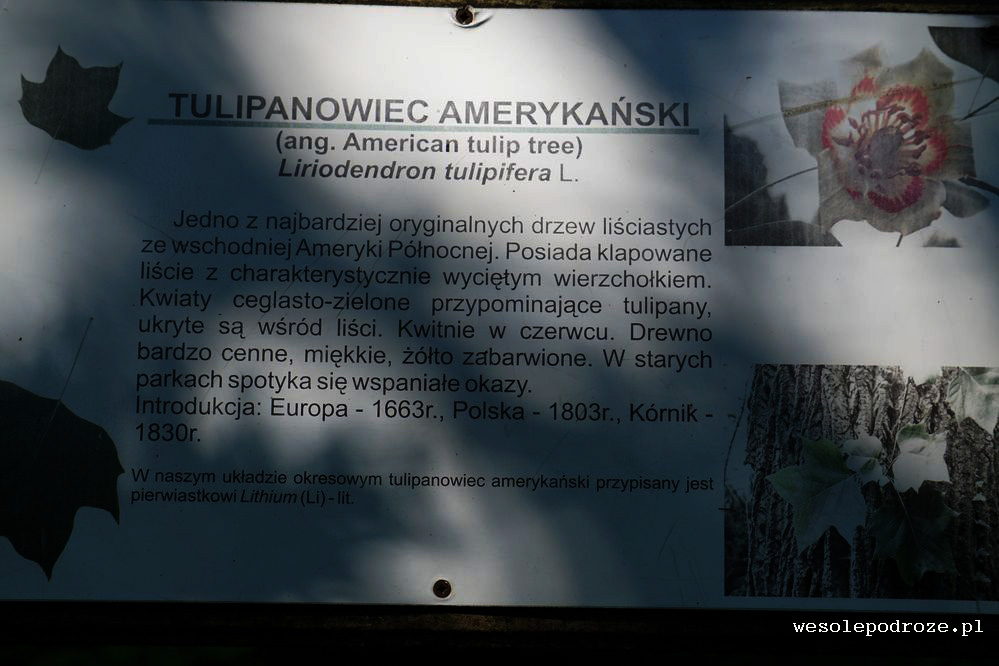 TULIPANOWIEC AMERYKAŃSKI
(ang. American tulip tree)
Liriodendron tulipifera L.
Jedno z najbardziej oryginalnych drzew liściastych
ze wschodniej Ameryki Północnej. Posiada klapowane
liście z charakterystycznie wyciętym wierzchołkiem.
Kwiaty ceglasto-zielone przypominające tulipany,
ukryte są wśród liści. Kwitnie w czerwcu. Drewno
bardzo cenne, miękkie, żółto zabarwione. W starych
parkach spotyka się wspaniałe okazy.
Introdukcja: Europa - 1663r., Polska - 1803r., Kórnik -
1830r.
W naszym układzie okresowym tulipanowiec amerykański przypisany jest
pierwiastkowi Lithium (Li) - lit.
wesolepodroze.pl